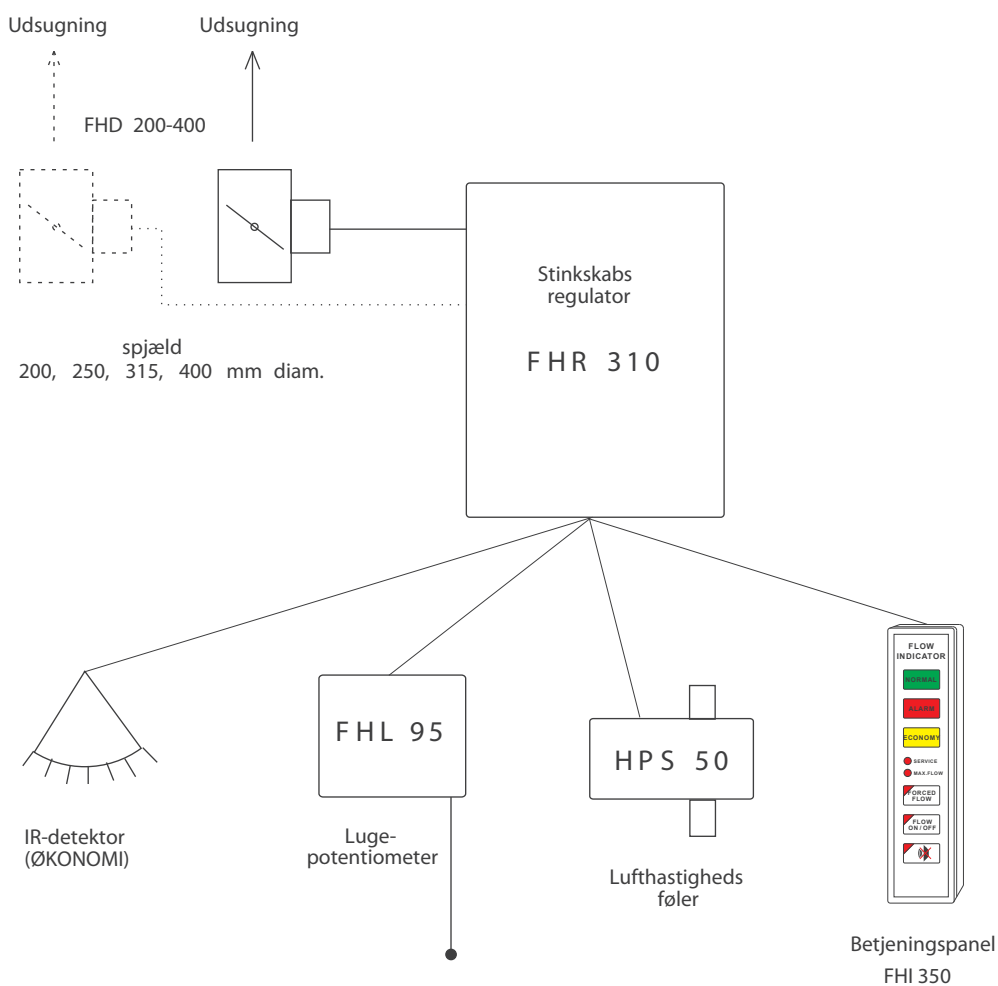 Udsugning
Udsugning
FHD 200-400
spjæld
200, 250, 315, 400 mm diam.
Stinkskabs
regulator
FHR 310
IR-detektor
(ØKONOMI)
FHL 95
Luge-
potentiometer
HPS 50
Lufthastigheds
føler
FLOW
INDICATOR
NORMAL
ALARM
ECONOMY
SERVICE
MAX.FLOW
FORCED
FLOW
FLOW
ON/OFF
Betjeningspanel
FHI 350